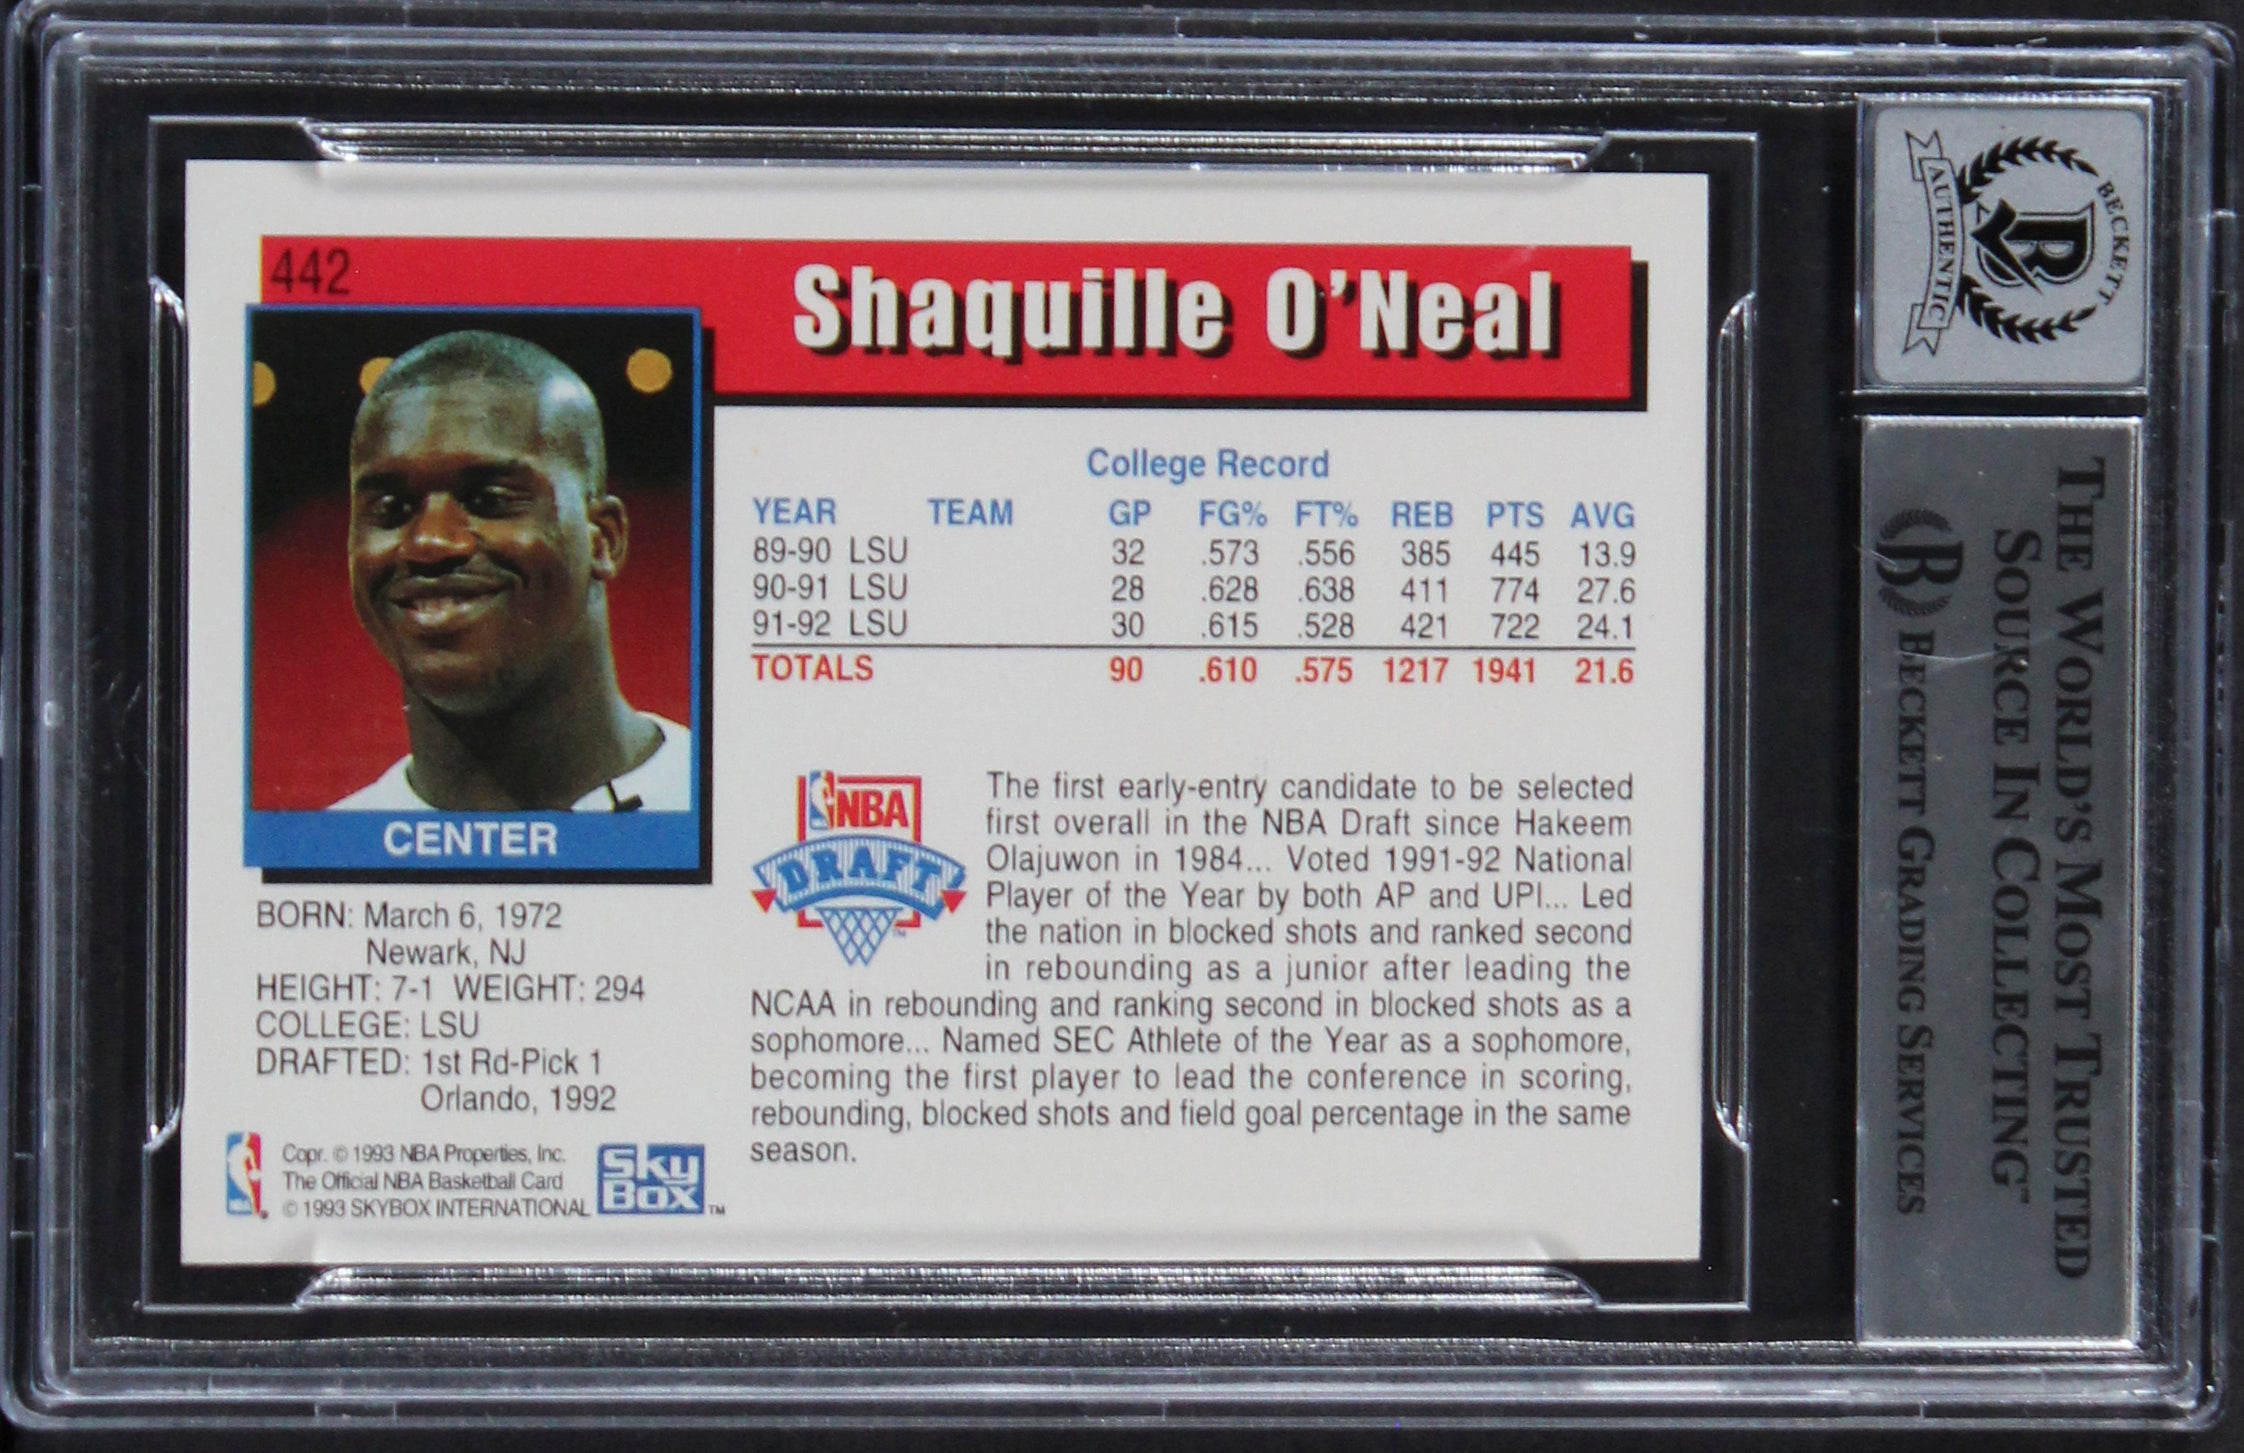 442
Shaquille O'Neal
CENTER
BORN: March 6, 1972
Newark, NJ
HEIGHT: 7-1 WEIGHT: 294
COLLEGE: LSU
DRAFTED: 1st Rd-Pick 1
Orlando, 1992
Copr. © 1993 NBA Properties, Inc.
The Official NBA Basketball Card
© 1993 SKYBOX INTERNATIONAL
SkyBox TM
College Record
YEAR TEAM GP FG% FT% REB PTS AVG
89-90 LSU 32 .573 .556 385 445 13.9
90-91 LSU 28 .628 .638 411 774 27.6
91-92 LSU 30 .615 .528 421 722 24.1
TOTALS 90 .610 .575 1217 1941 21.6
NBA
DRAFT
TM
The first early-entry candidate to be selected
first overall in the NBA Draft since Hakeem
Olajuwon in 1984... Voted 1991-92 National
Player of the Year by both AP and UPI... Led
the nation in blocked shots and ranked second
in rebounding as a junior after leading the
NCAA in rebounding and ranking second in blocked shots as a
sophomore... Named SEC Athlete of the Year as a sophomore,
becoming the first player to lead the conference in scoring,
rebounding, blocked shots and field goal percentage in the same
season.
BECKETT
AUTHENTIC
THE WORLD'S MOST TRUSTED
SOURCE IN COLLECTING
B BECKETT GRADING SERVICES